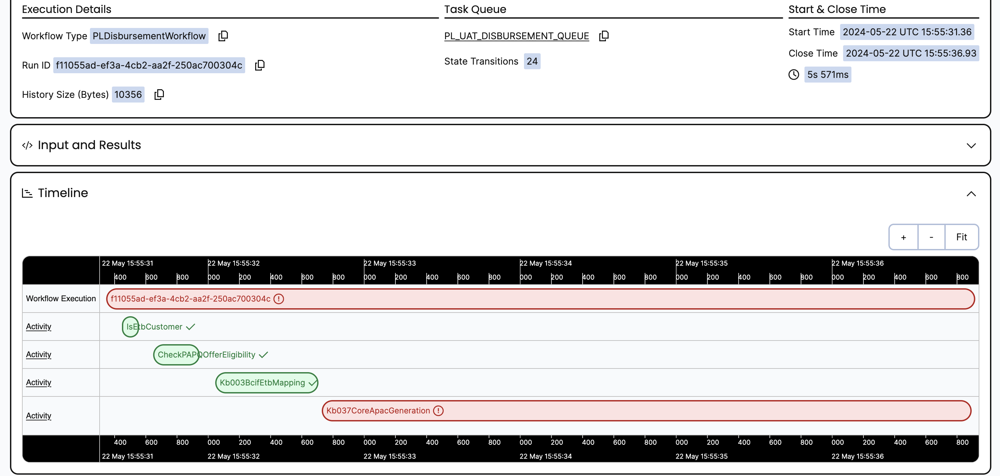 Execution Details
Workflow Type PLDisbursementWorkflow
Run ID f11055ad-ef3a-4cb2-aa2f-250ac700304c
History Size (Bytes) 10356
Task Queue
PL_UAT_DISBURSEMENT_QUEUE
State Transitions 24
Start & Close Time
Start Time 2024-05-22 UTC 15:55:31.36
Close Time 2024-05-22 UTC 15:55:36.93
5s 571ms
</> Input and Results
Timeline
+ - Fit
22 May 15:55:31 22 May 15:55:32 22 May 15:55:33 22 May 15:55:34 22 May 15:55:35 22 May 15:55:36
400 600 800 000 200 400 600 800 000 200 400 600 800 000 200 400 600 800 000 200 400 600 800 000 200 400 600 800
Workflow Execution f11055ad-ef3a-4cb2-aa2f-250ac700304c
Activity IsEtbCustomer
Activity CheckPAPQOfferEligibility
Activity Kb003BcifEtbMapping
Activity Kb037CoreApacGeneration
400 600 800 000 200 400 600 800 000 200 400 600 800 000 200 400 600 800 000 200 400 600 800 000 200 400 600 800
22 May 15:55:31 22 May 15:55:32 22 May 15:55:33 22 May 15:55:34 22 May 15:55:35 22 May 15:55:36